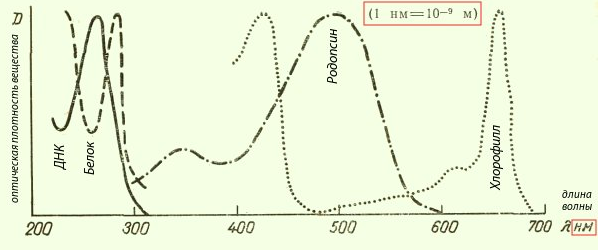 D
оптическая плотность вещества
(1 нм=10⁻⁹ м)
ДНК
Белок
Родопсин
Хлорофилл
длина
волны
200 300 400 500 600 700 λ нм